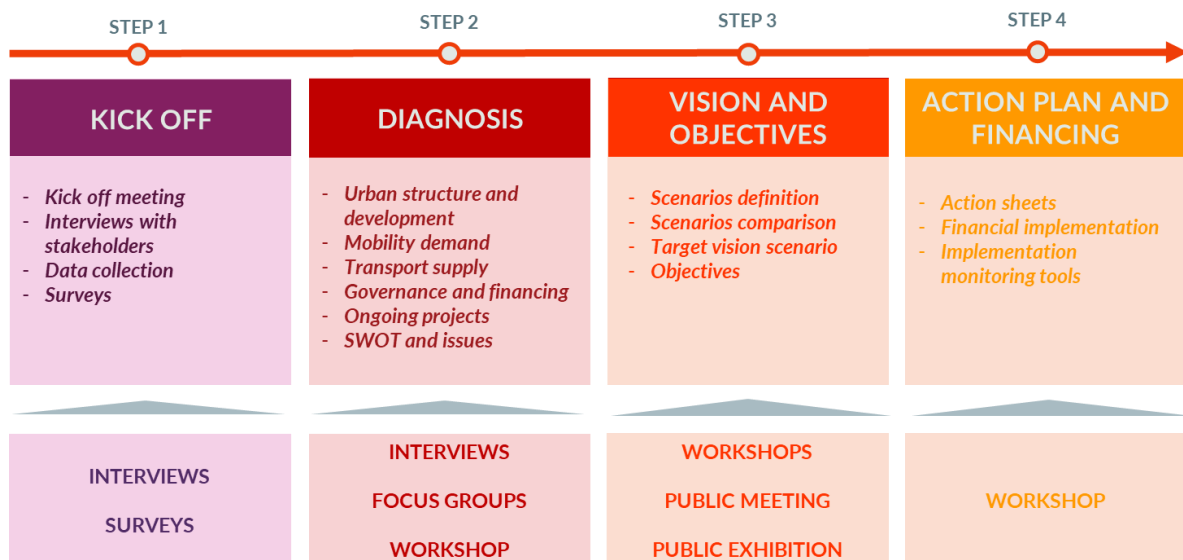 STEP 1
STEP 2
STEP 3
STEP 4
KICK OFF
- Kick off meeting
- Interviews with
stakeholders
- Data collection
- Surveys
INTERVIEWS
SURVEYS
DIAGNOSIS
- Urban structure and
development
- Mobility demand
- Transport supply
- Governance and financing
- Ongoing projects
- SWOT and issues
INTERVIEWS
FOCUS GROUPS
WORKSHOP
VISION AND
OBJECTIVES
- Scenarios definition
- Scenarios comparison
- Target vision scenario
- Objectives
WORKSHOPS
PUBLIC MEETING
PUBLIC EXHIBITION
ACTION PLAN AND
FINANCING
- Action sheets
- Financial implementation
- Implementation
monitoring tools
WORKSHOP